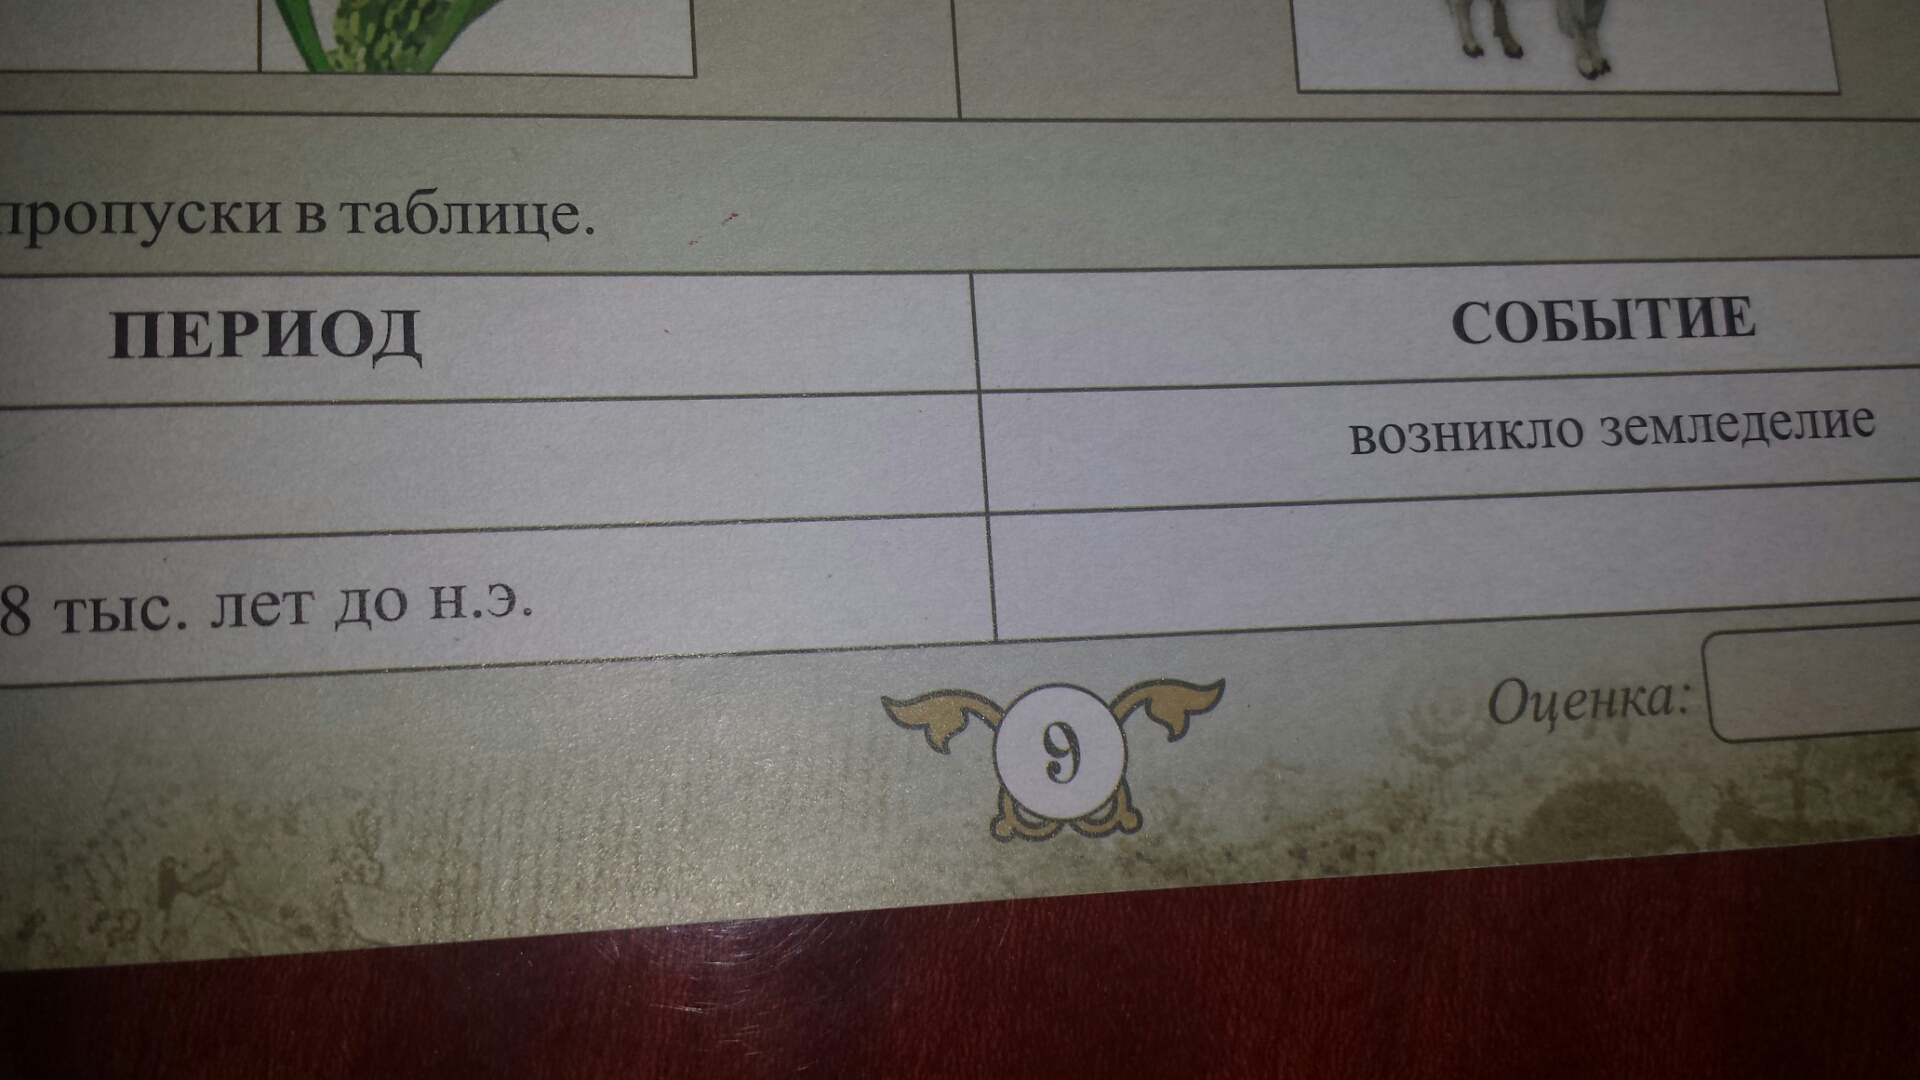 пропуски в таблице.
ПЕРИОД СОБЫТИЕ
возникло земледелие
8 тыс. лет до н.э.
Оценка:
9